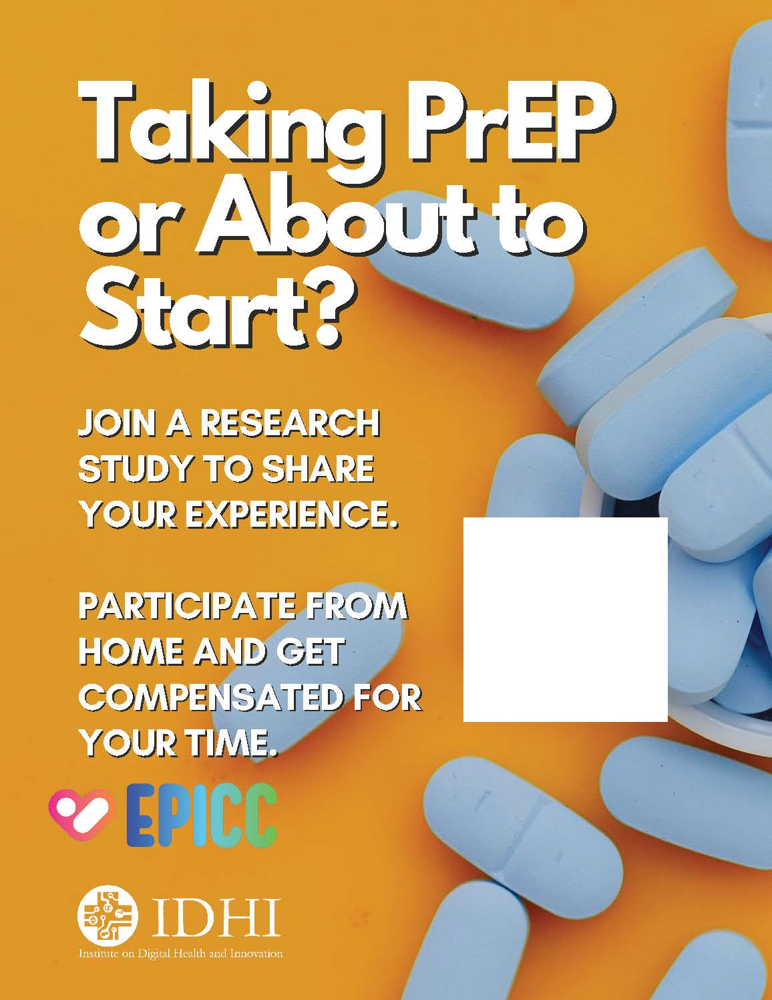 Taking PrEP
or About to
Start?
JOIN A RESEARCH
STUDY TO SHARE
YOUR EXPERIENCE.
PARTICIPATE FROM
HOME AND GET
COMPENSATED FOR
YOUR TIME.
EPICC
IDHI
Institute on Digital Health and Innovation